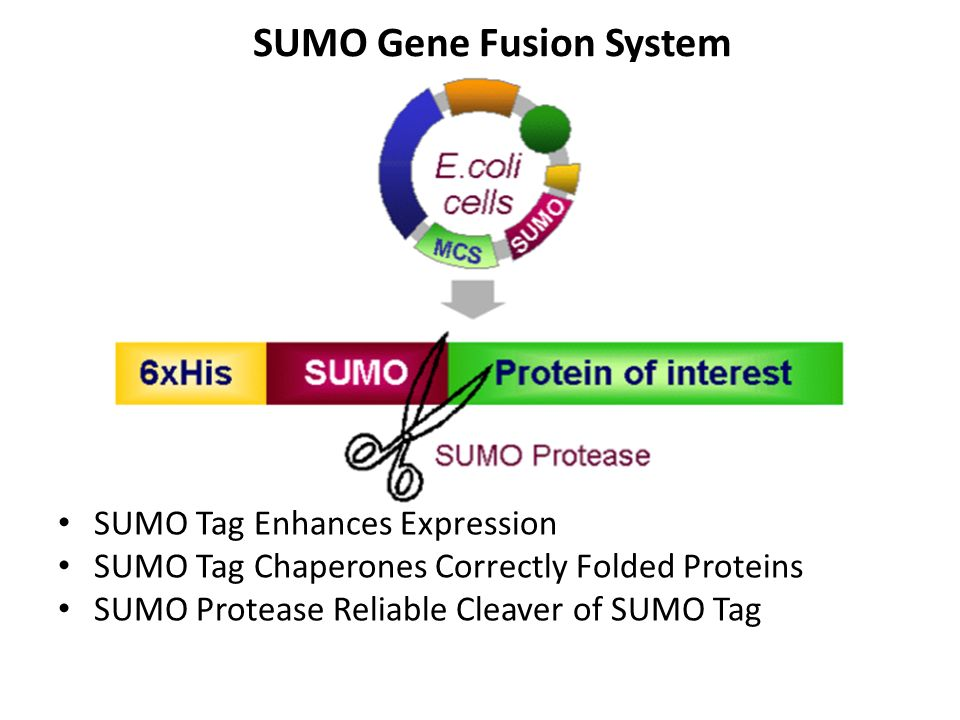 SUMO Gene Fusion System
E.coli
cells
SUMO
MCS
6xHis SUMO Protein of interest
SUMO Protease
• SUMO Tag Enhances Expression
• SUMO Tag Chaperones Correctly Folded Proteins
• SUMO Protease Reliable Cleaver of SUMO Tag